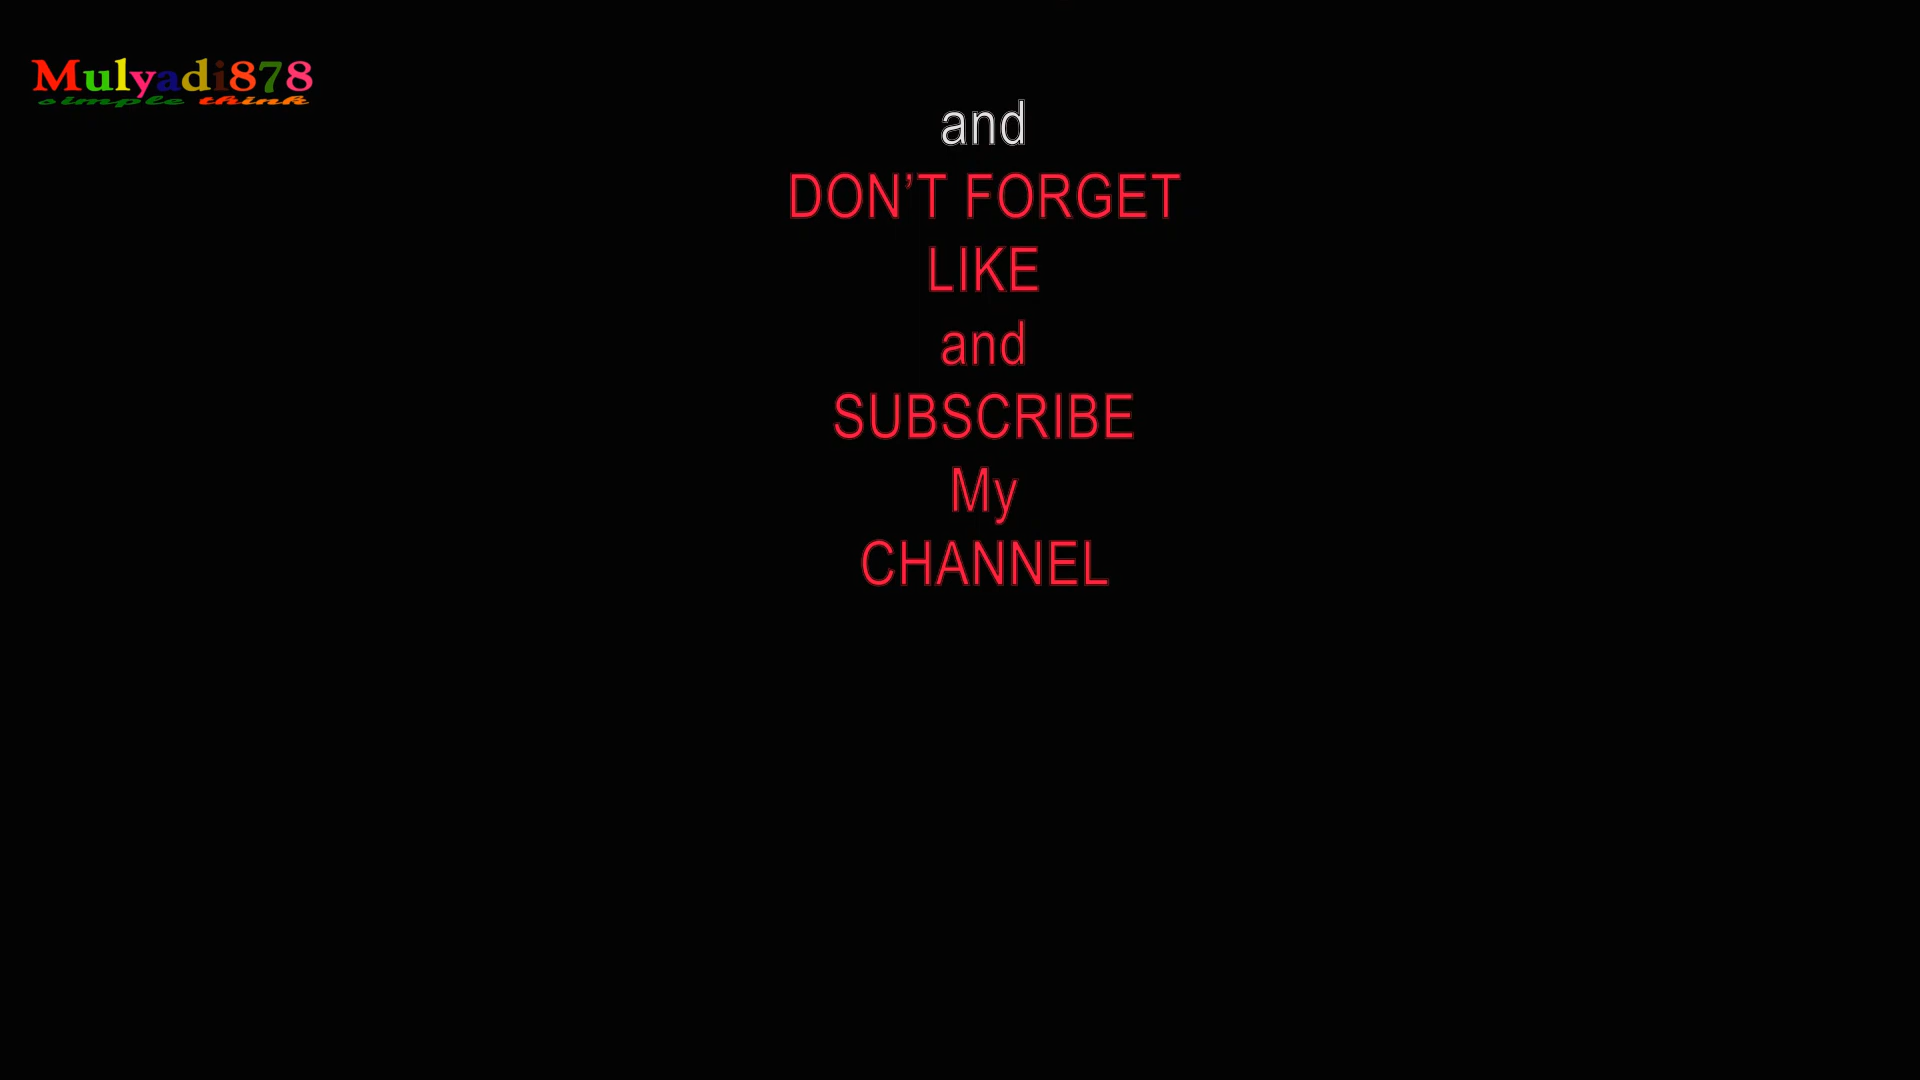 Mulyadi878
simple think
and
DON’T FORGET
LIKE
and
SUBSCRIBE
My
CHANNEL